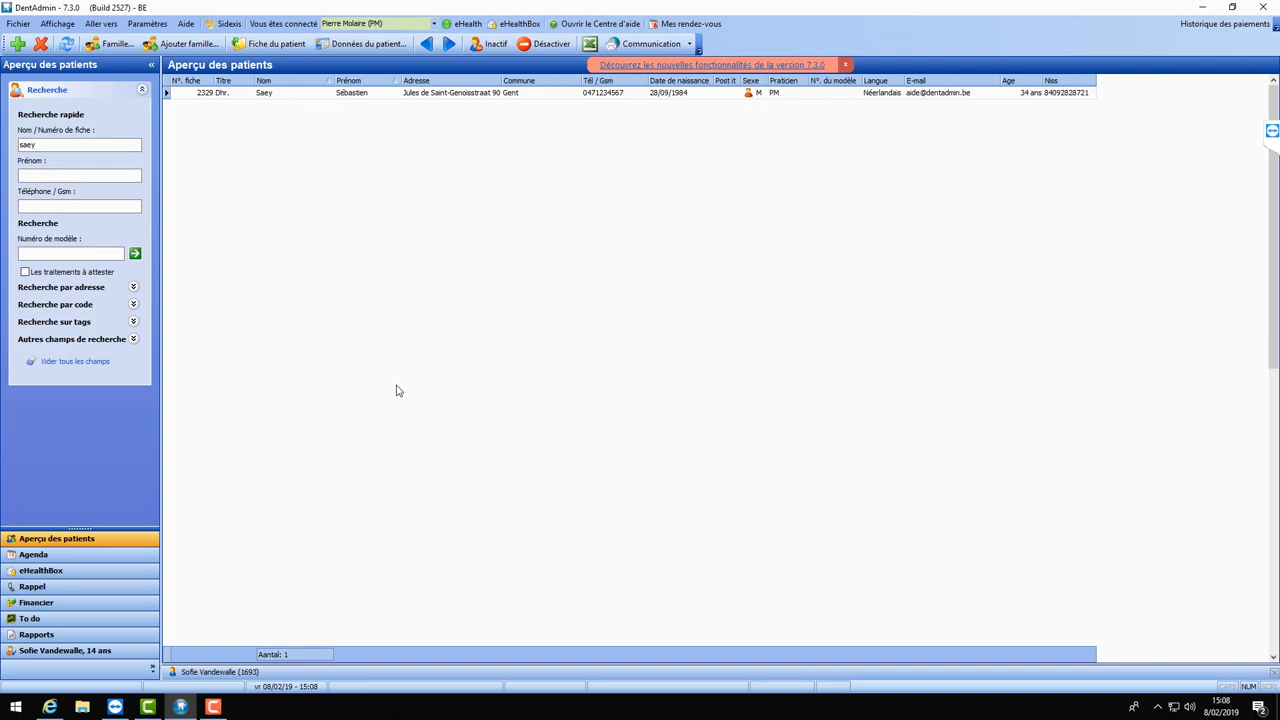 DentAdmin - 7.3.0 (Build 2527) - BE
Fichier Affichage Aller vers Paramètres Aide Sidexis Vous êtes connecté Pierre Molaire (PM) eHealth eHealthBox Ouvrir le Centre d'aide Mes rendez-vous Historique des paiements
Famille... Ajouter famille... Fiche du patient Données du patient... Inactif Désactiver Communication
Aperçu des patients «
Aperçu des patients
Découvrez les nouvelles fonctionnalités de la version 7.3.0 x
Recherche
Recherche rapide
Nom / Numéro de fiche :
saey
Prénom :
Téléphone / Gsm :
Recherche
Numéro de modèle :
Les traitements à attester
Recherche par adresse
Recherche par code
Recherche sur tags
Autres champs de recherche
Vider tous les champs
N°. fiche Titre Nom Prénom Adresse Commune Tél / Gsm Date de naissance Post it Sexe Praticien N°. du modèle Langue E-mail Age Niss
2329 Dhr. Saey Sébastien Jules de Saint-Genoisstraat 90 Gent 0471234567 28/09/1984 M PM Néerlandais aide@dentadmin.be 34 ans 84092828721
Aperçu des patients
Agenda
eHealthBox
Rappel
Financier
To do
Rapports
Sofie Vandewalle, 14 ans
»
Aantal: 1
Sofie Vandewalle (1693)
vr 08/02/19 - 15:08
CAPS NUM SCRL
15:08
8/02/2019
2